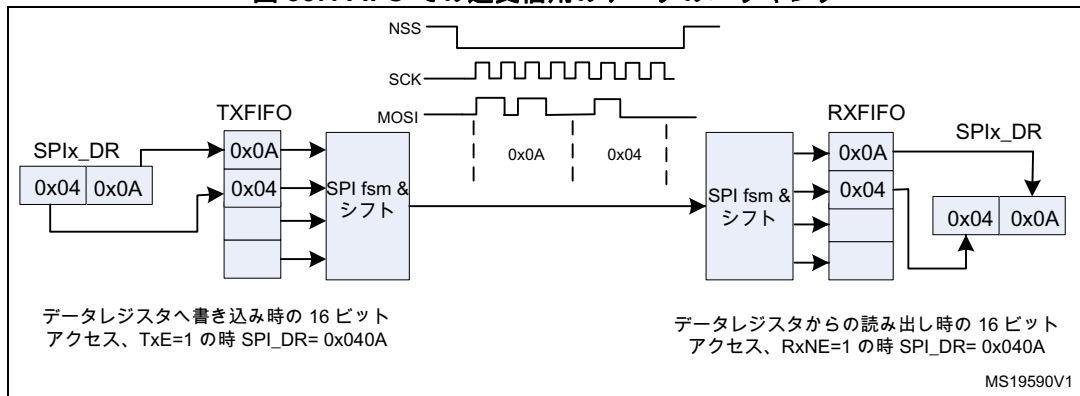 NSS
SCK
MOSI
TXFIFO
RXFIFO
SPIx_DR
SPIx_DR
0x0A
0x04
0x0A
0x04
0x04 0x0A
SPI fsm &
シフト
SPI fsm &
シフト
0x0A
0x04
0x04 0x0A
データレジスタへ書き込み時の 16 ビット
アクセス、TxE=1 の時 SPI_DR= 0x040A
データレジスタからの読み出し時の 16 ビット
アクセス、RxNE=1 の時 SPI_DR= 0x040A
MS19590V1